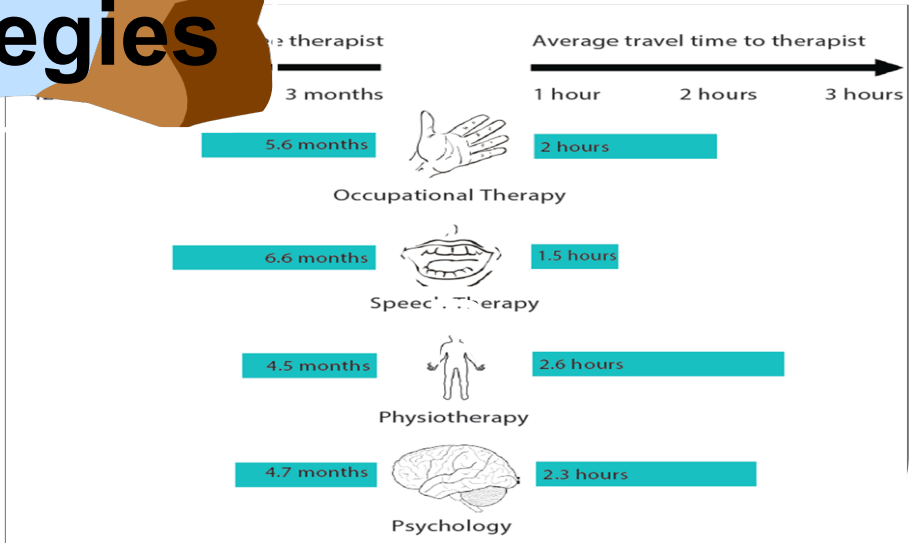 egies
therapist
Average travel time to therapist
3 months
1 hour 2 hours 3 hours
5.6 months
2 hours
Occupational Therapy
6.6 months
1.5 hours
Speech Therapy
4.5 months
2.6 hours
Physiotherapy
4.7 months
2.3 hours
Psychology